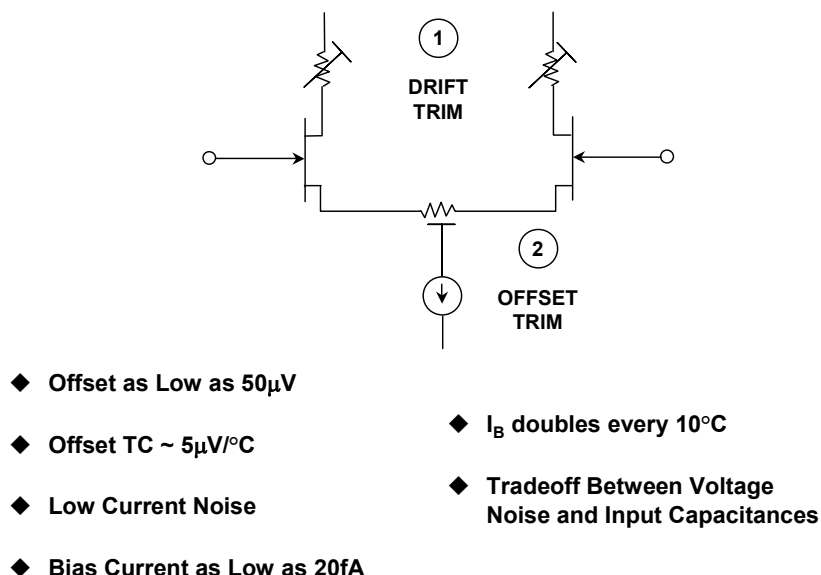 1
DRIFT
TRIM
2
OFFSET
TRIM
◆ Offset as Low as 50μV
◆ Offset TC ~ 5μV/°C
◆ Low Current Noise
◆ Bias Current as Low as 20fA
◆ I_B doubles every 10°C
◆ Tradeoff Between Voltage
Noise and Input Capacitances